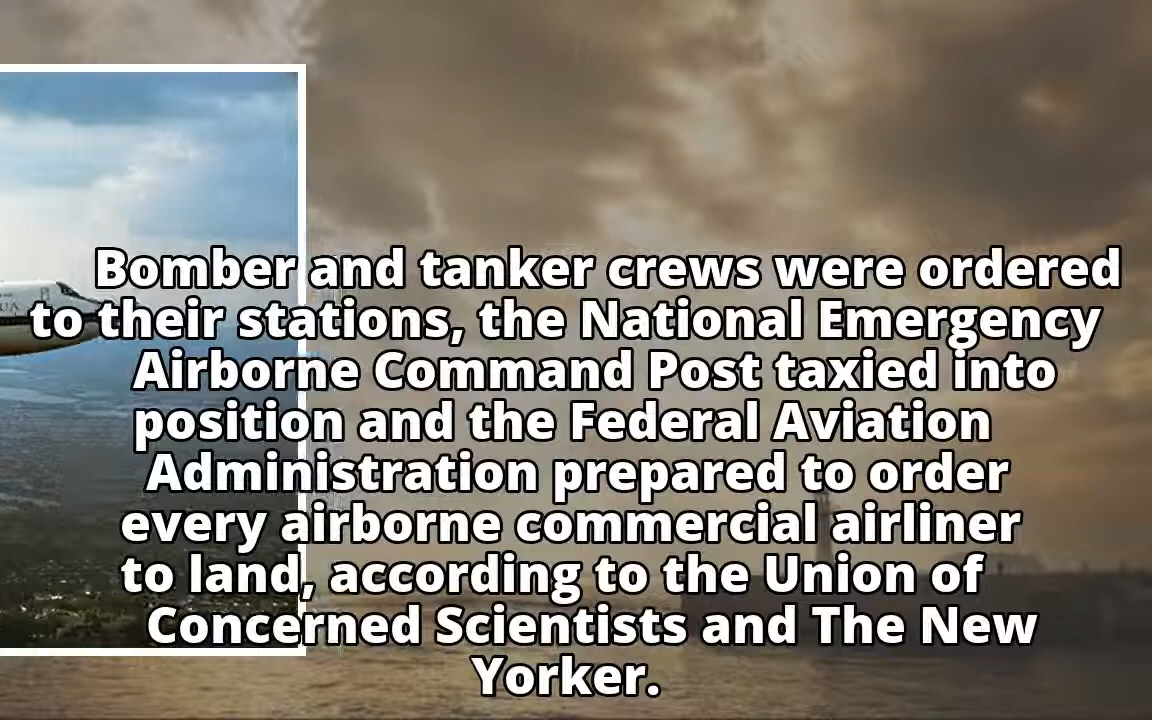 Bomber and tanker crews were ordered
to their stations, the National Emergency
Airborne Command Post taxied into
position and the Federal Aviation
Administration prepared to order
every airborne commercial airliner
to land, according to the Union of
Concerned Scientists and The New
Yorker.